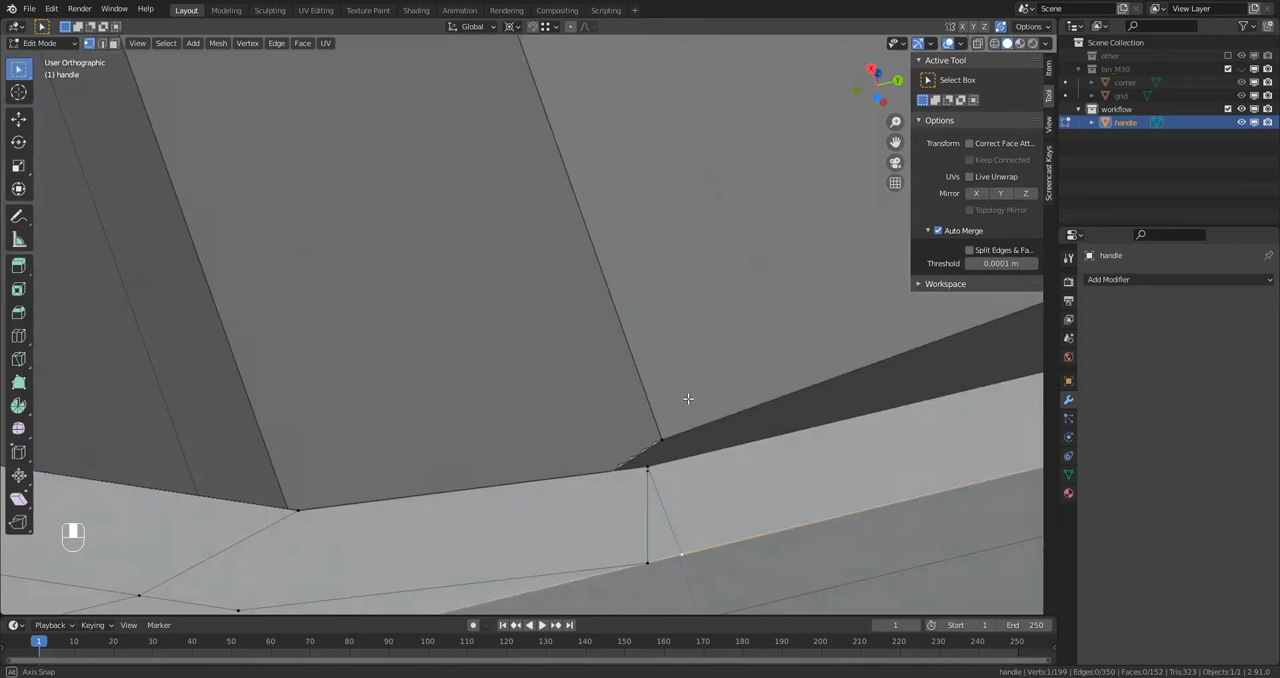 File Edit Render Window Help Layout Modeling Sculpting UV Editing Texture Paint Shading Animation Rendering Compositing Scripting + Scene View Layer
Global Options
Edit Mode View Select Add Mesh Vertex Edge Face UV
User Orthographic
(1) handle
X Y Z
Active Tool
Select Box
Options
Transform Correct Face Att...
Keep Connected
UVs Live Unwrap
Mirror X Y Z
Topology Mirror
Auto Merge
Split Edges & Fa...
Threshold 0.0001 m
Workspace
Item
Tool
View
Screencast Keys
Scene Collection
other
bin_M30
corner
grid
workflow
handle
handle
Add Modifier
Playback Keying View Marker 1 Start 1 End 250
1 10 20 30 40 50 60 70 80 90 100 110 120 130 140 150 160 170 180 190 200 210 220 230 240 250
Alt Axis Snap handle | Verts:1/199 | Edges:0/350 | Faces:0/152 | Tris:323 | Objects:1/1 | 2.91.0